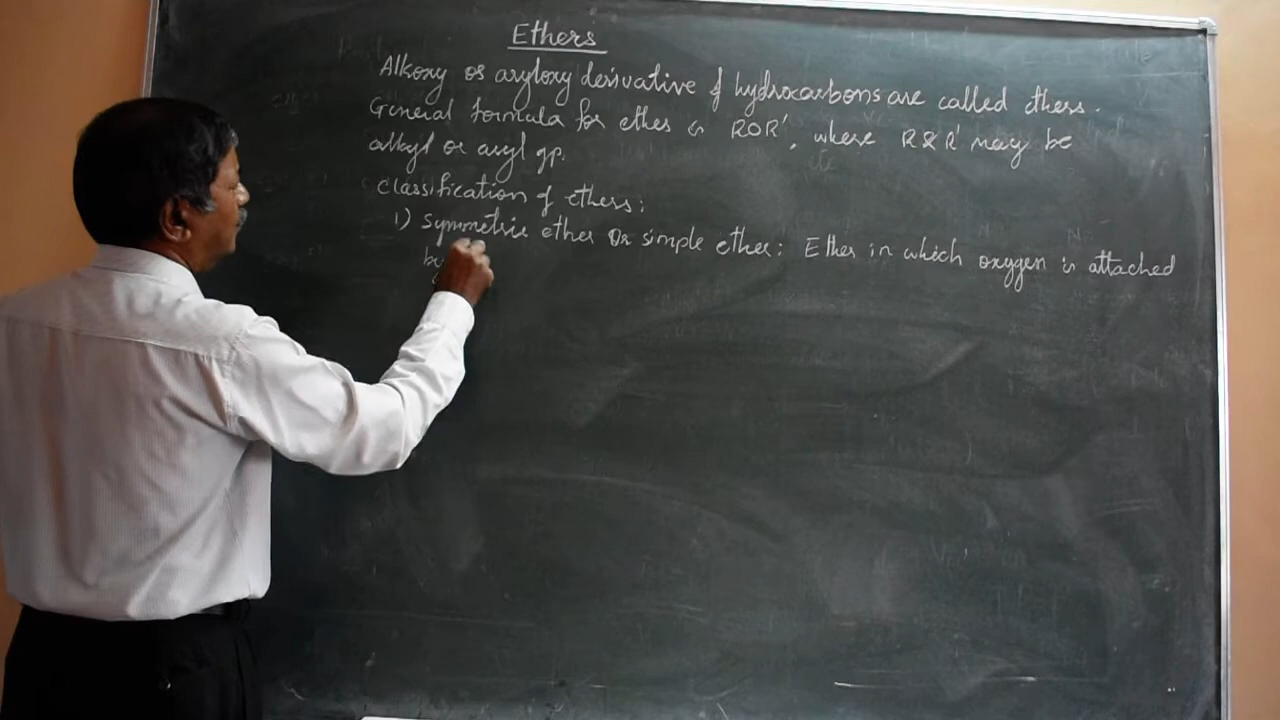 Ethers
Alkoxy or aryloxy derivative of hydrocarbons are called ethers.
General formula for ether is ROR', where R & R' may be
alkyl or aryl gp.
Classification of ethers:
1) Symmetric ether Or simple ether: Ether in which oxygen is attached